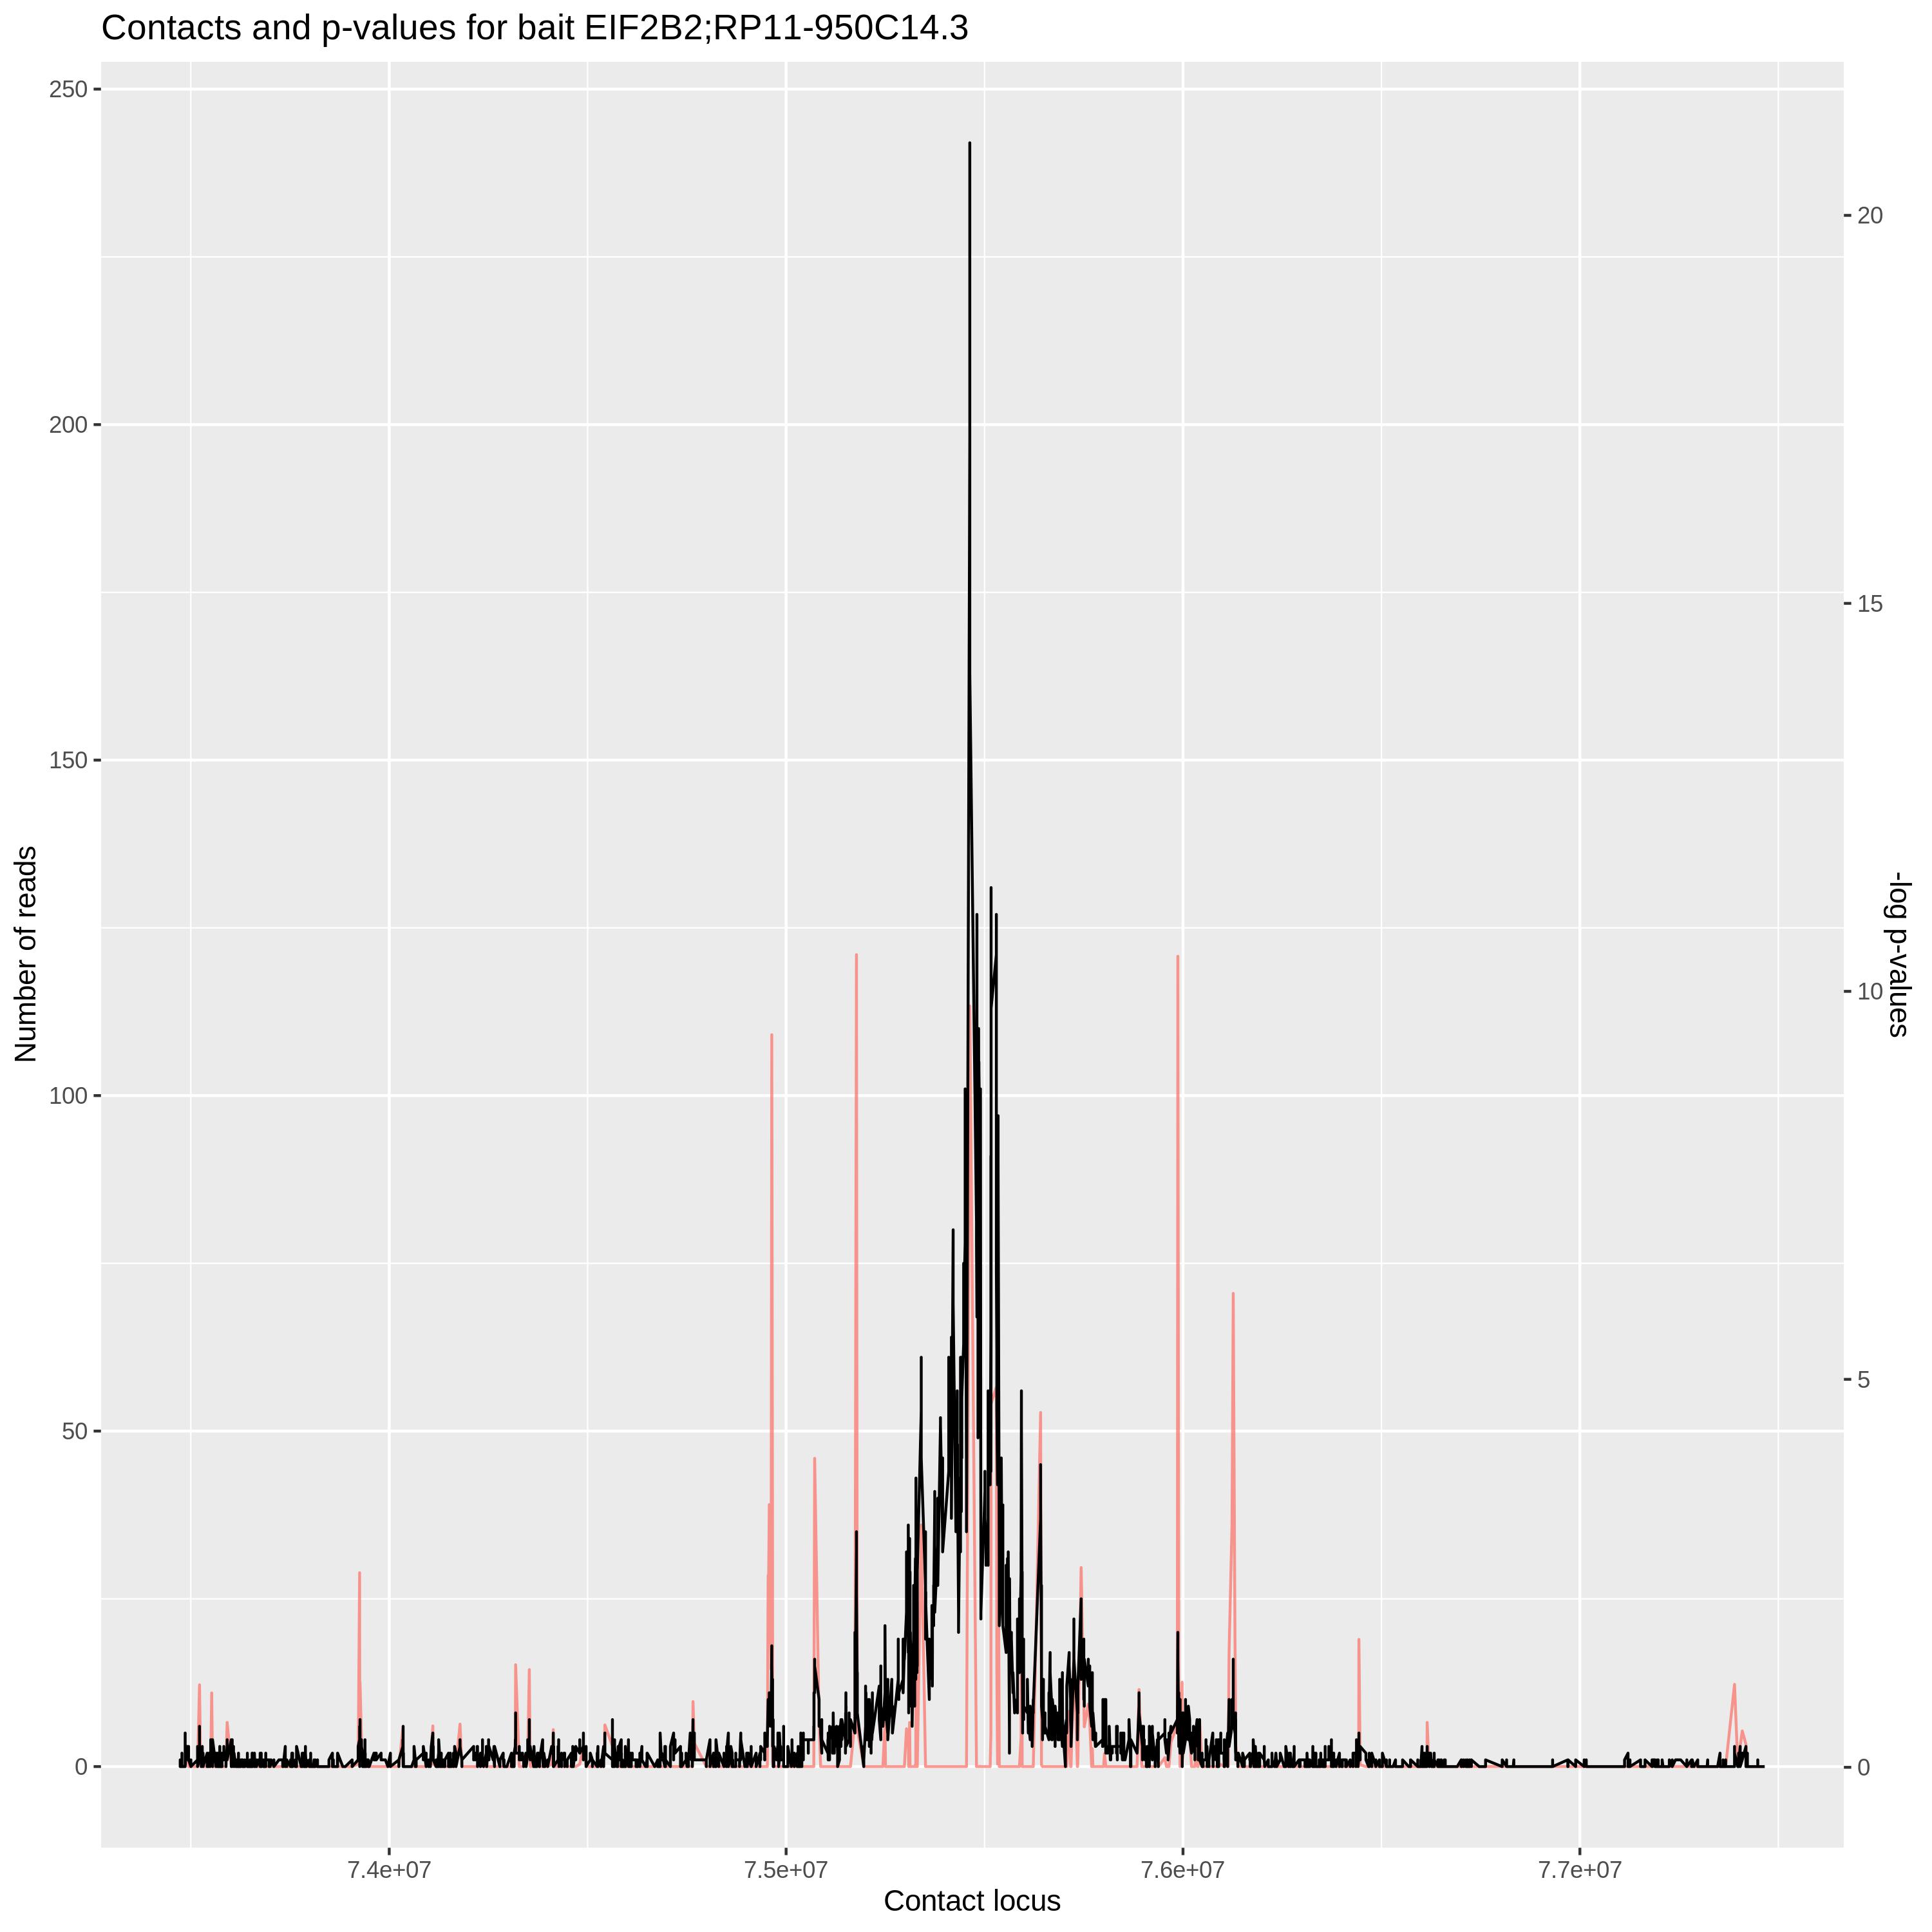 Contacts and p-values for bait EIF2B2;RP11-950C14.3
250
200
150
100
50
0
Number of reads
20
15
10
5
0
-log p-values
7.4e+07 7.5e+07 7.6e+07 7.7e+07
Contact locus